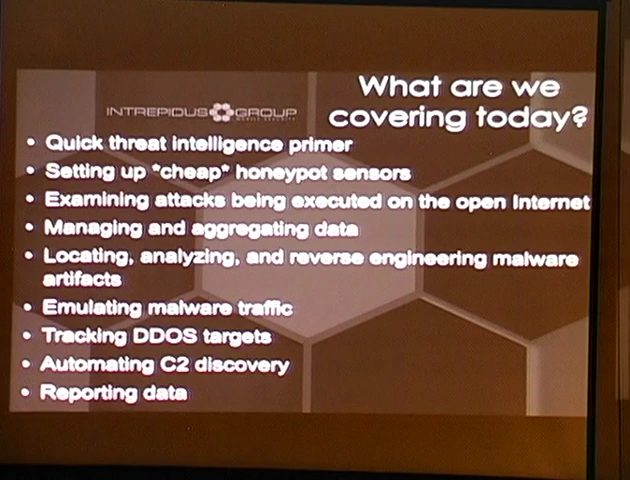 What are we
covering today?
INTREPIDUS GROUP
• Quick threat intelligence primer
• Setting up *cheap* honeypot sensors
• Examining attacks being executed on the open Internet
• Managing and aggregating data
• Locating, analyzing, and reverse engineering malware
artifacts
• Emulating malware traffic
• Tracking DDOS targets
• Automating C2 discovery
• Reporting data